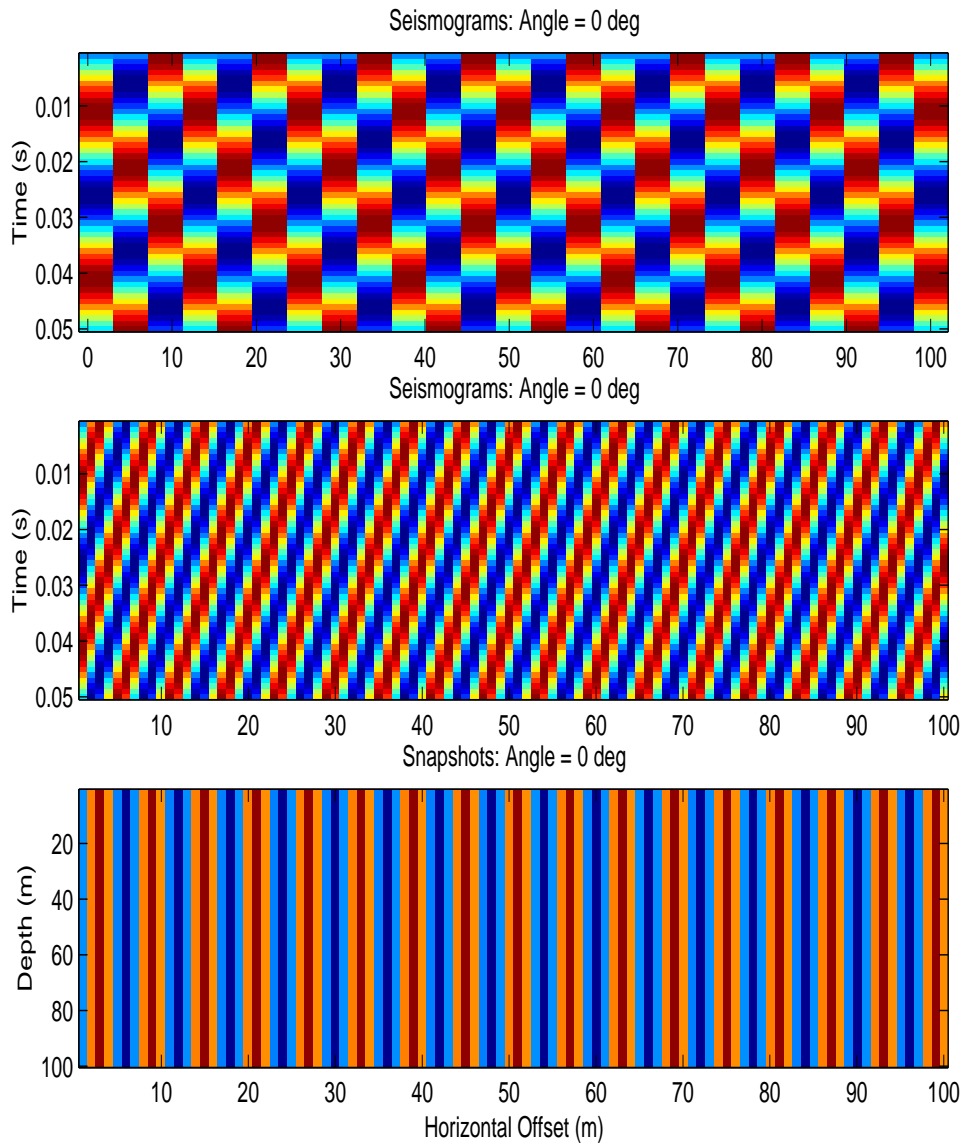 Seismograms: Angle = 0 deg
Time (s)
0.01
0.02
0.03
0.04
0.05
0 10 20 30 40 50 60 70 80 90 100
Seismograms: Angle = 0 deg
Time (s)
0.01
0.02
0.03
0.04
0.05
10 20 30 40 50 60 70 80 90 100
Snapshots: Angle = 0 deg
Depth (m)
20
40
60
80
100
10 20 30 40 50 60 70 80 90 100
Horizontal Offset (m)